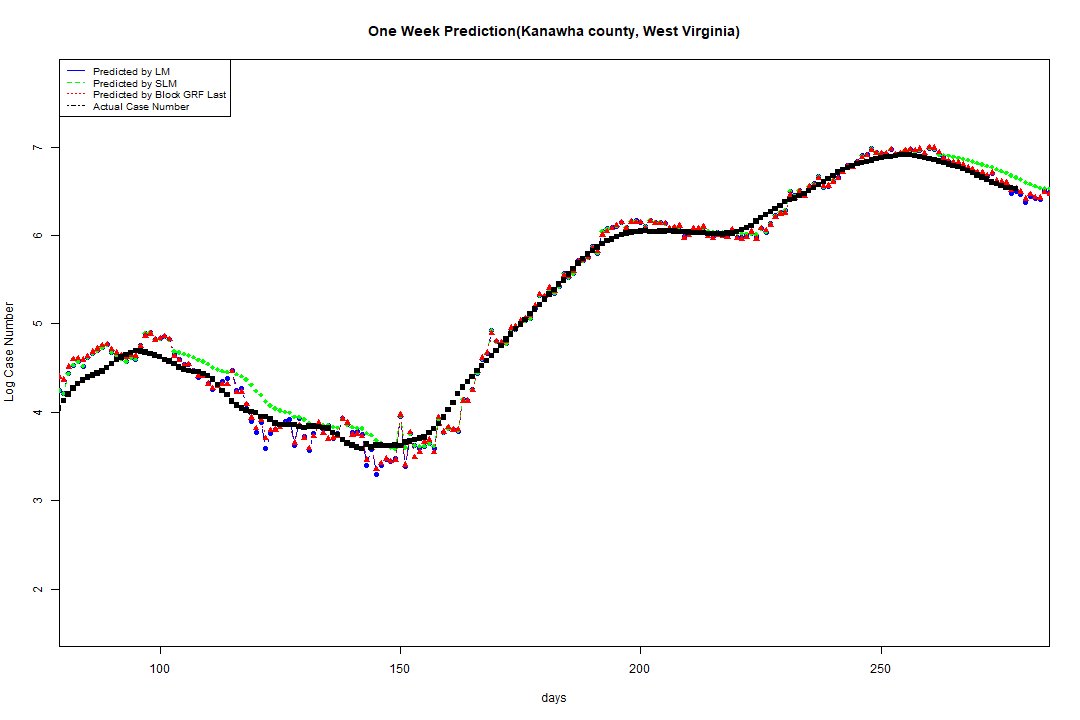 One Week Prediction(Kanawha county, West Virginia)
Predicted by LM
Predicted by SLM
Predicted by Block GRF Last
Actual Case Number
7
6
5
4
3
2
Log Case Number
100 150 200 250
days